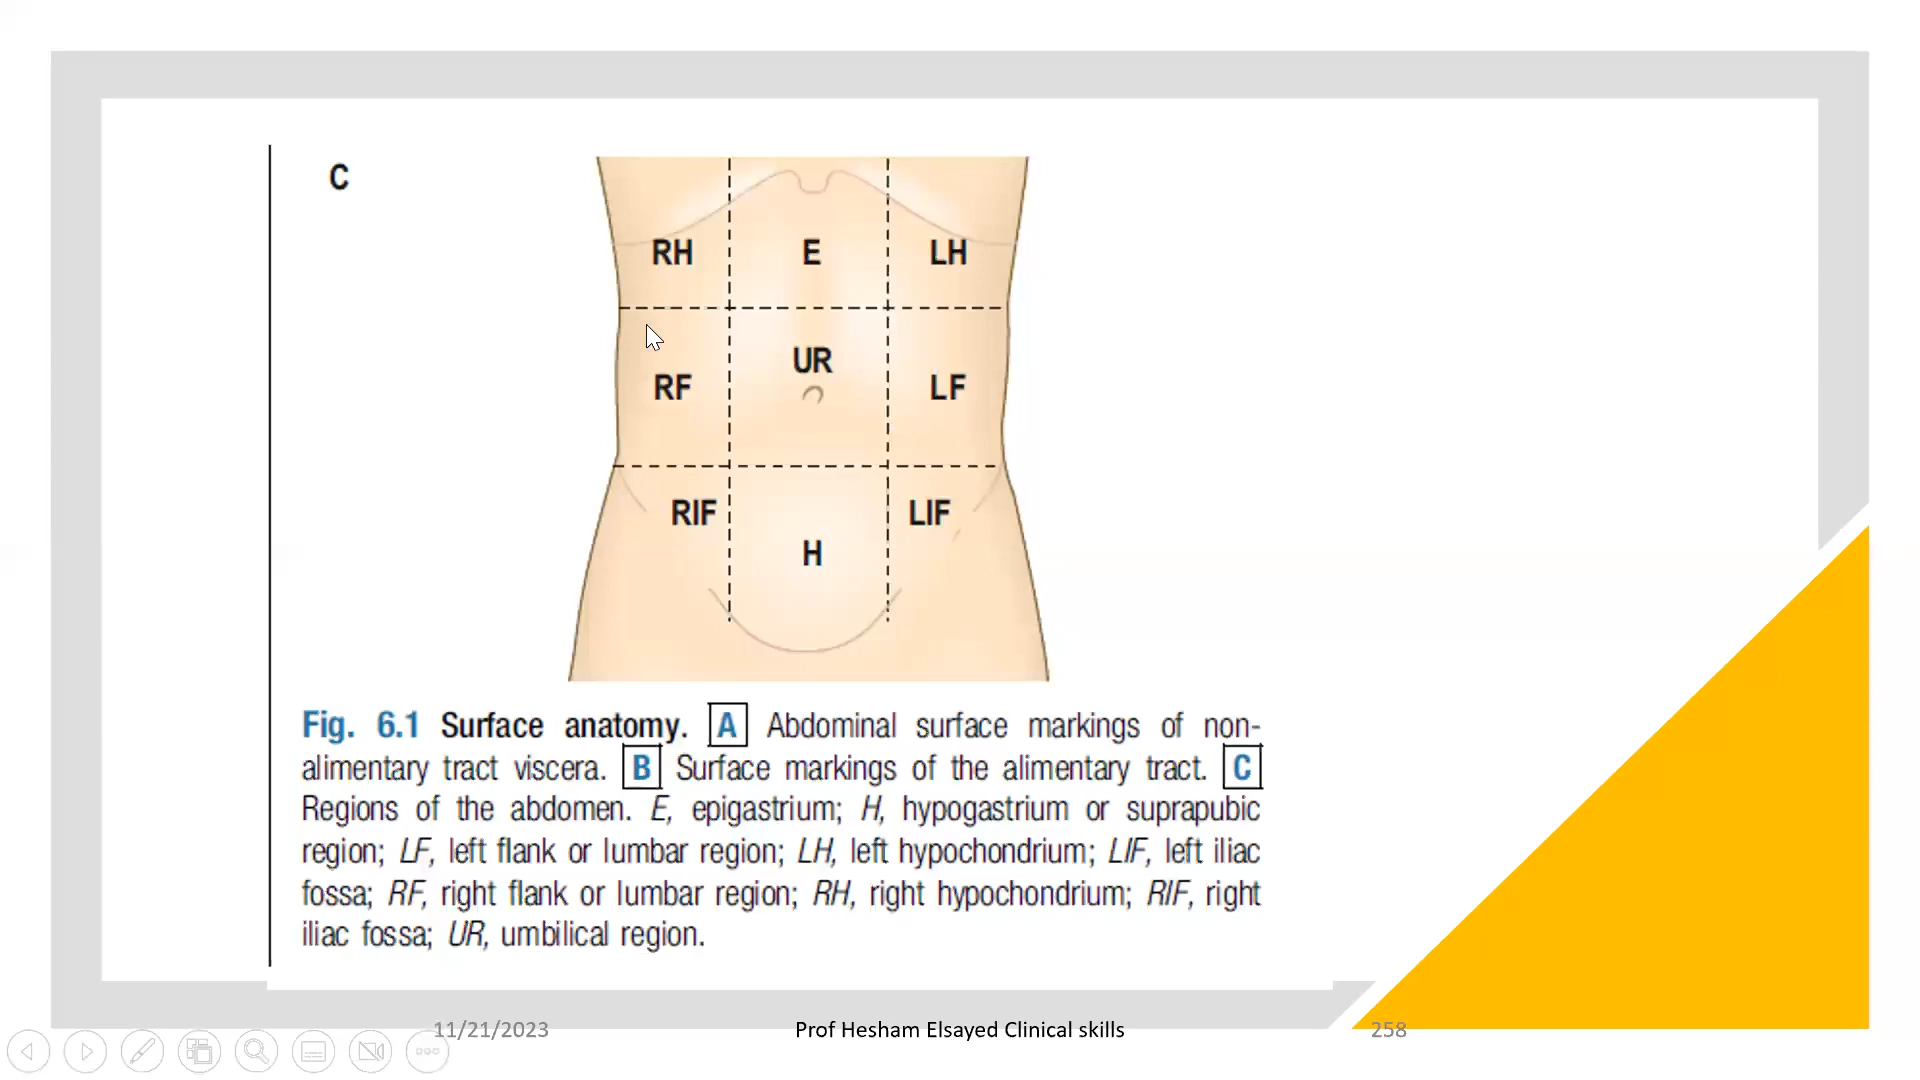 C
RH E LH
UR
RF LF
RIF LIF
H
Fig. 6.1 Surface anatomy. A Abdominal surface markings of non-
alimentary tract viscera. B Surface markings of the alimentary tract. C
Regions of the abdomen. E, epigastrium; H, hypogastrium or suprapubic
region; LF, left flank or lumbar region; LH, left hypochondrium; LIF, left iliac
fossa; RF, right flank or lumbar region; RH, right hypochondrium; RIF, right
iliac fossa; UR, umbilical region.
11/21/2023 Prof Hesham Elsayed Clinical skills 258